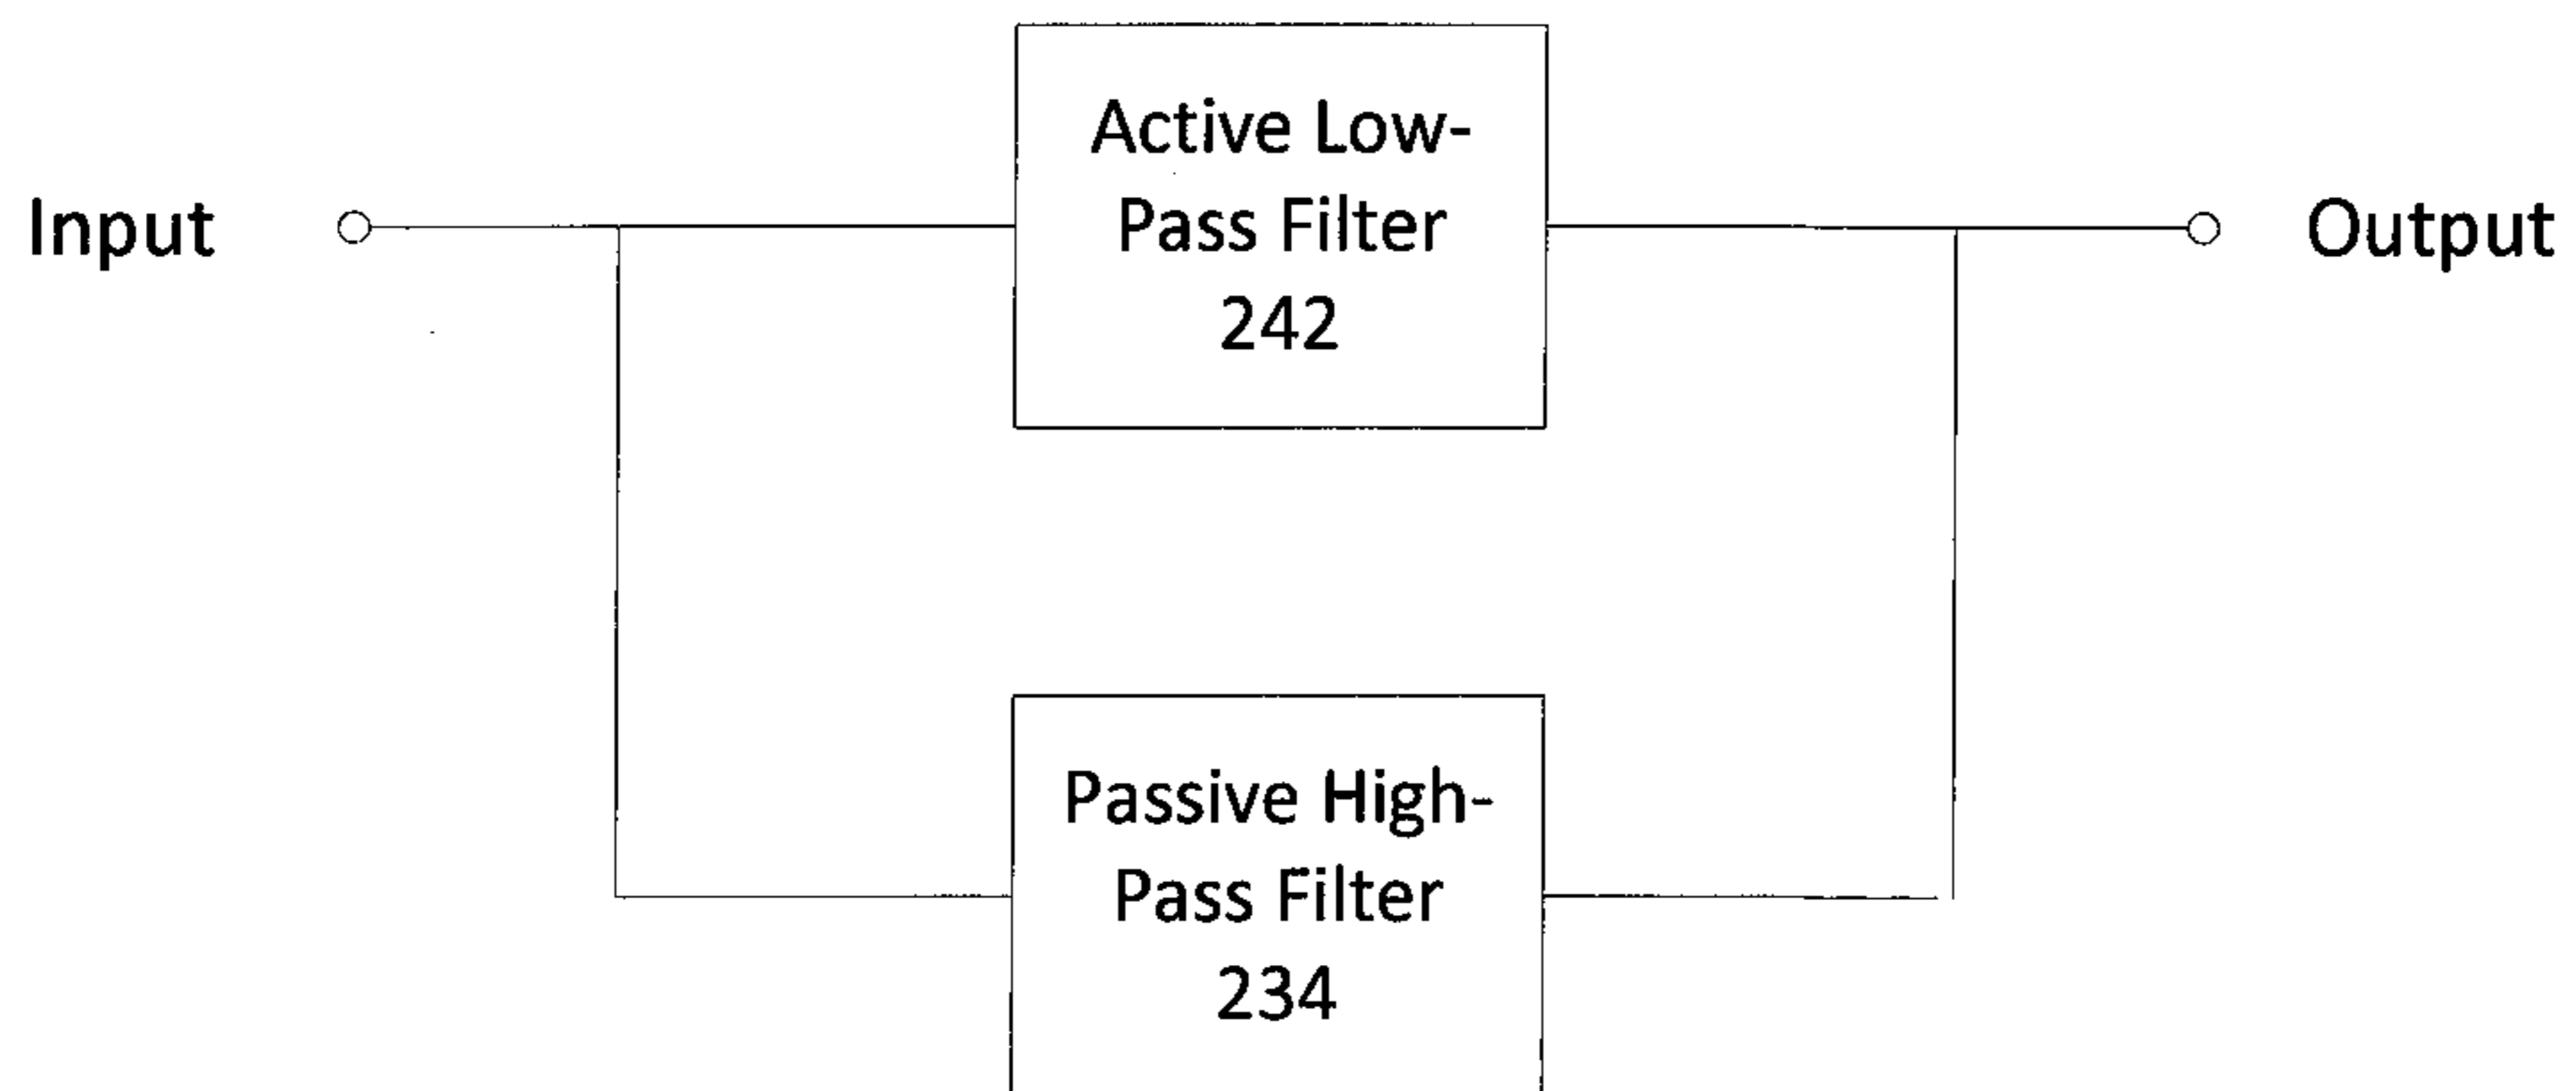 Active Low-
Pass Filter
242
Input
Output
Passive High-
Pass Filter
234